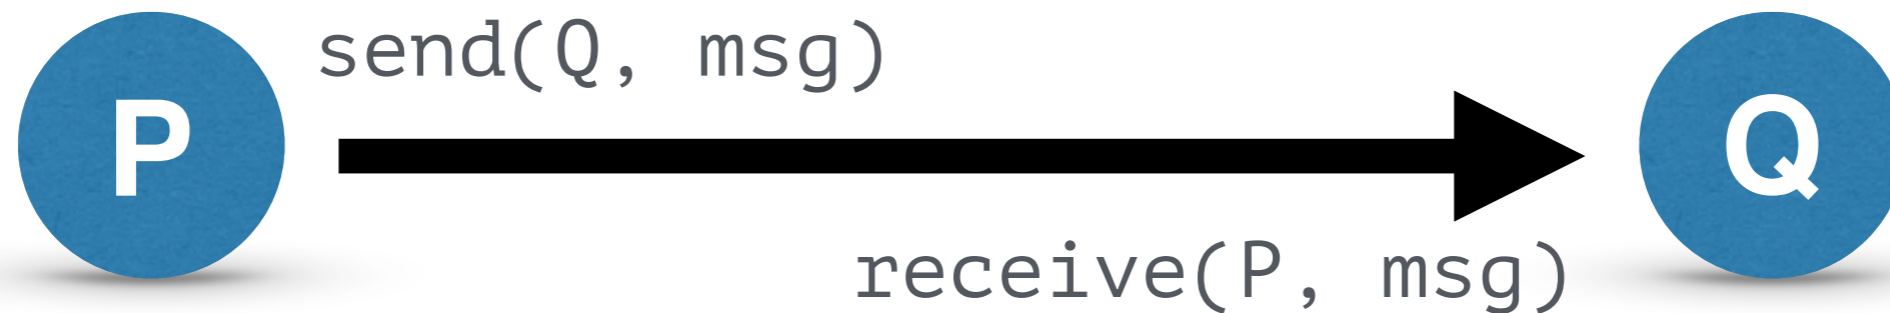 send(Q, msg)
P
Q
receive(P, msg)